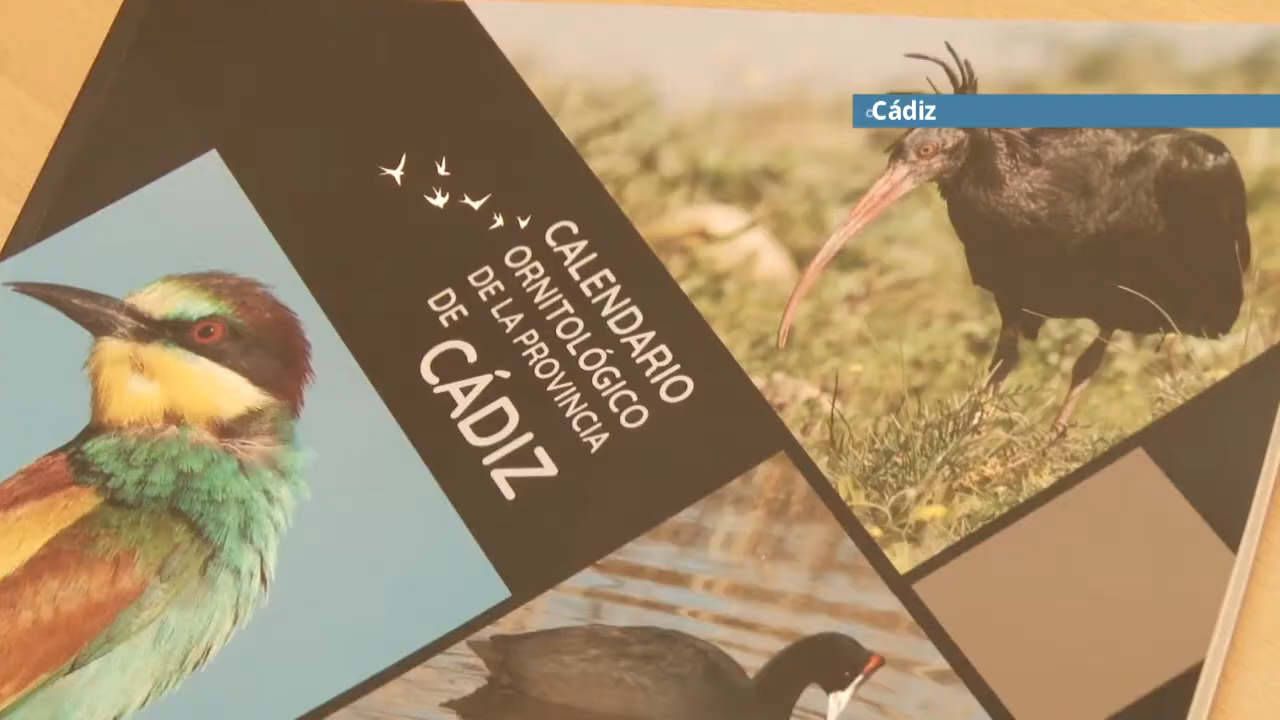 Cádiz
CALENDARIO
ORNITOLÓGICO
DE LA PROVINCIA
DE CÁDIZ